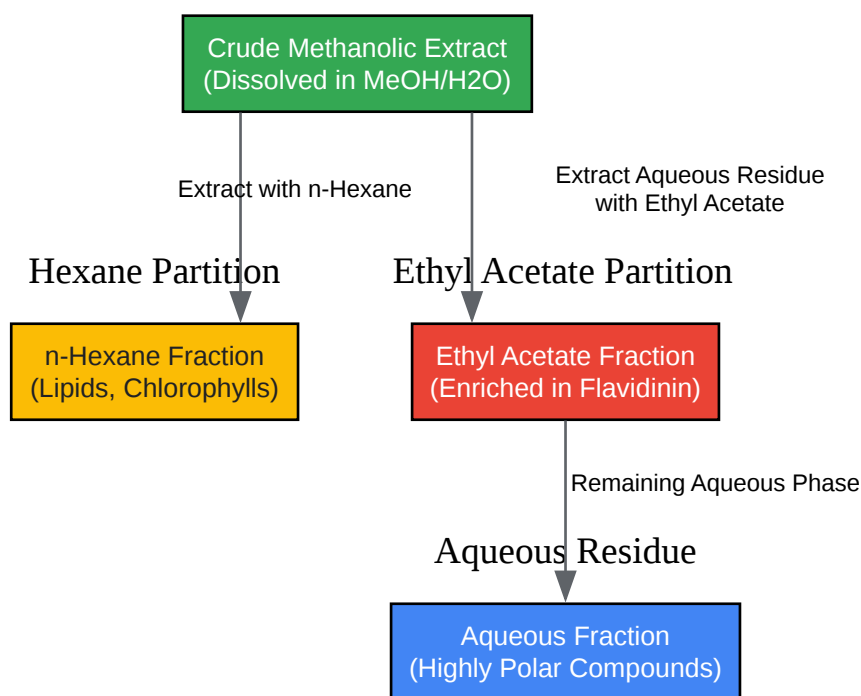 Crude Methanolic Extract
(Dissolved in MeOH/H2O)
Extract with n-Hexane
Extract Aqueous Residue
with Ethyl Acetate
Hexane Partition
Ethyl Acetate Partition
n-Hexane Fraction
(Lipids, Chlorophylls)
Ethyl Acetate Fraction
(Enriched in Flavidinin)
Remaining Aqueous Phase
Aqueous Residue
Aqueous Fraction
(Highly Polar Compounds)